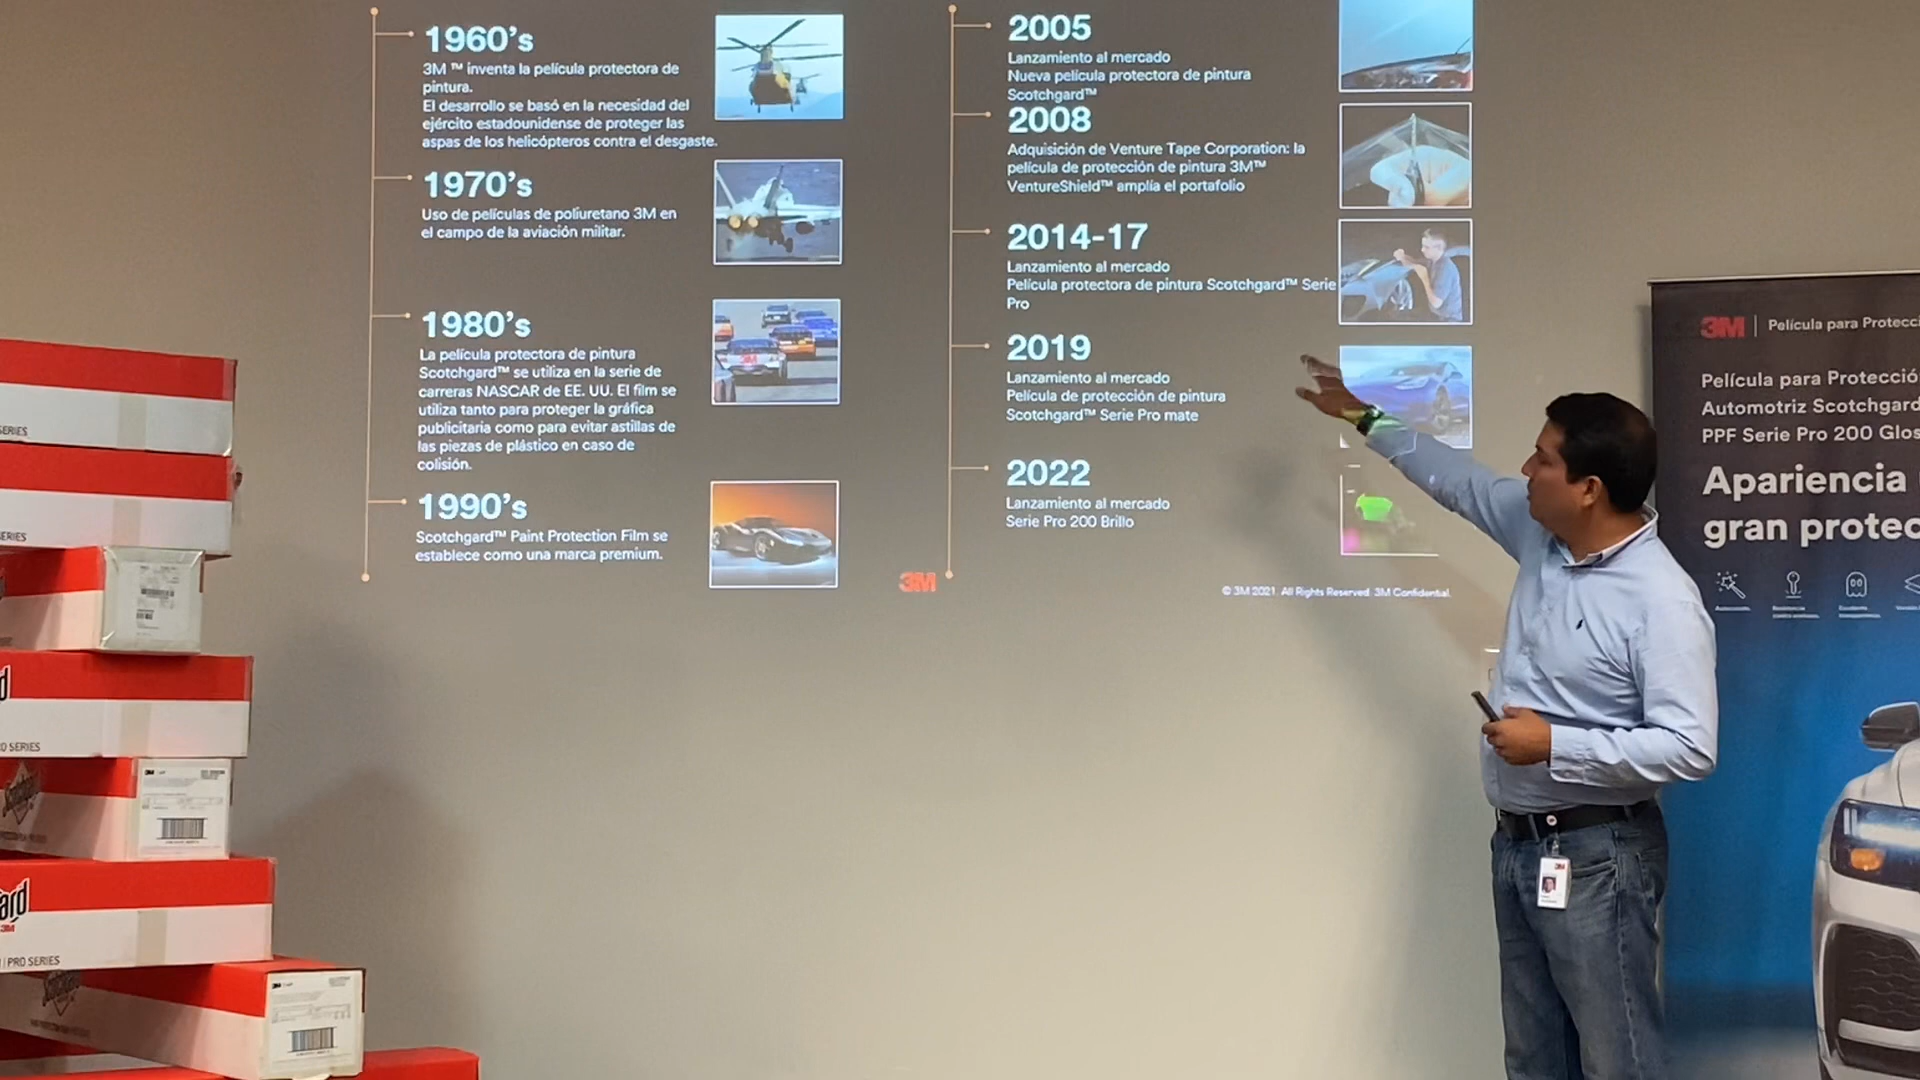 1960's
3M ™ inventa la película protectora de
pintura.
El desarrollo se basó en la necesidad del
ejército estadounidense de proteger las
aspas de los helicópteros contra el desgaste.
1970's
Uso de películas de poliuretano 3M en
el campo de la aviación militar.
1980's
La película protectora de pintura
Scotchgard™ se utiliza en la serie de
carreras NASCAR de EE. UU. El film se
utiliza tanto para proteger la gráfica
publicitaria como para evitar astillas de
las piezas de plástico en caso de
colisión.
1990's
Scotchgard™ Paint Protection Film se
establece como una marca premium.
3M
2005
Lanzamiento al mercado
Nueva película protectora de pintura
Scotchgard™
2008
Adquisición de Venture Tape Corporation: la
película de protección de pintura 3M™
VentureShield™ amplía el portafolio
2014-17
Lanzamiento al mercado
Película protectora de pintura Scotchgard™ Serie
Pro
2019
Lanzamiento al mercado
Película de protección de pintura
Scotchgard™ Serie Pro mate
2022
Lanzamiento al mercado
Serie Pro 200 Brillo
© 3M 2021. All Rights Reserved. 3M Confidential.
3M
3M Película para Protecci
Película para Protecció
Automotriz Scotchgard
PPF Serie Pro 200 Glos
Apariencia
gran protec
SERIES
SERIES
O SERIES
3M
ard
3M
PRO SERIES
3M
3M